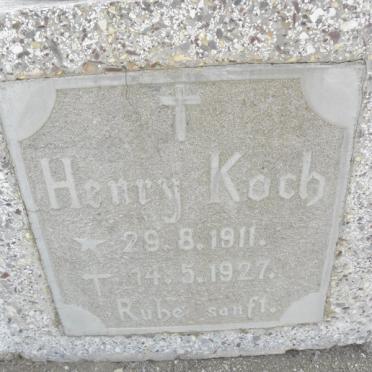 Henry Koch
★ 29.8.1911.
† 14.5.1927.
Ruhe sanft.